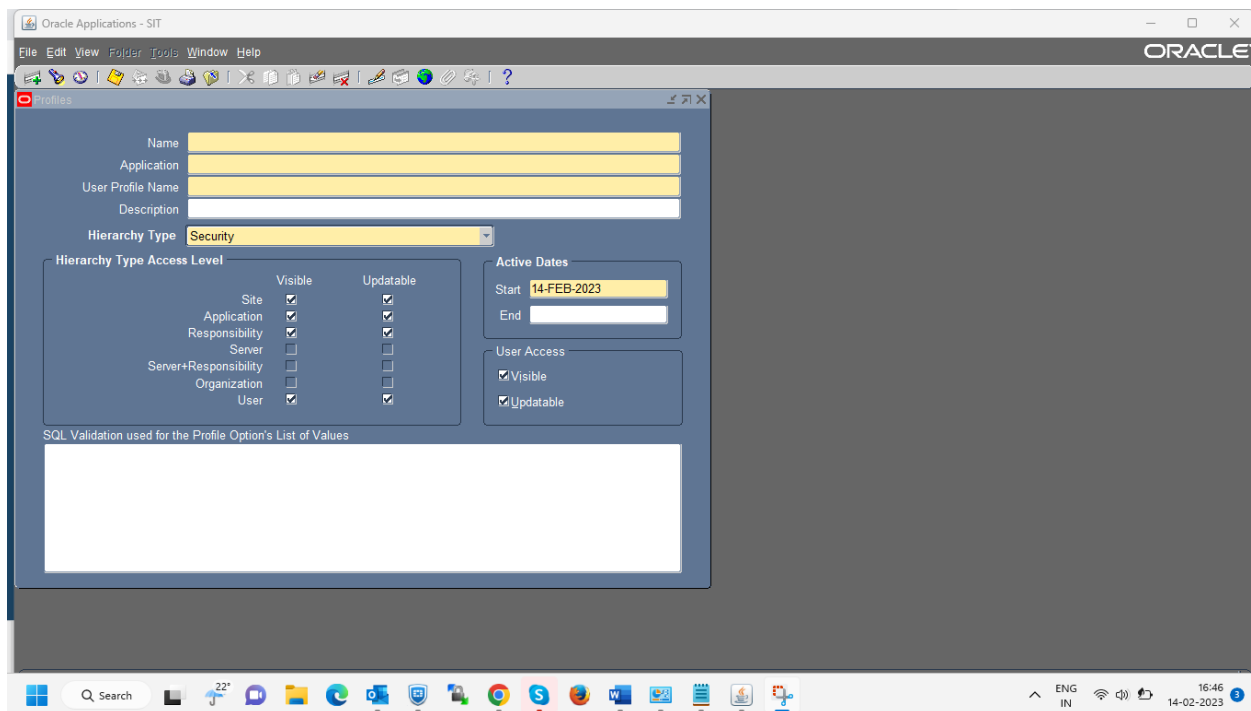 Oracle Applications - SIT
File Edit View Folder Tools Window Help
ORACLE
Profiles
Name
Application
User Profile Name
Description
Hierarchy Type Security
Hierarchy Type Access Level
Visible Updatable
Site
Application
Responsibility
Server
Server+Responsibility
Organization
User
Active Dates
Start 14-FEB-2023
End
User Access
Visible
Updatable
SQL Validation used for the Profile Option's List of Values
Search
22°
ENG
IN
16:46
14-02-2023
3